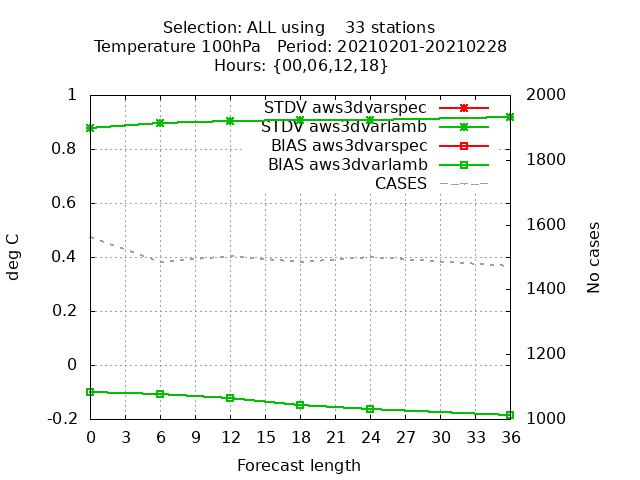 Selection: ALL using 33 stations
Temperature 100hPa Period: 20210201-20210228
Hours: {00,06,12,18}
1
0.8
0.6
0.4
0.2
0
-0.2
deg C
STDV aws3dvarspec
STDV aws3dvarlamb
BIAS aws3dvarspec
BIAS aws3dvarlamb
CASES
2000
1800
1600
1400
1200
1000
No cases
0 3 6 9 12 15 18 21 24 27 30 33 36
Forecast length